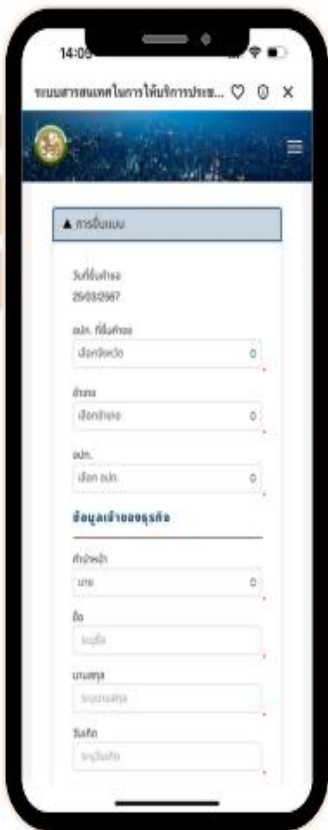 14:05
ระบบสารสนเทศในการให้บริการประช...
▲ การยื่นแบบ
วันที่ยื่นคำขอ
25/03/2567
อปท. ที่ยื่นคำขอ
เลือกจังหวัด
อำเภอ
เลือกอำเภอ
อปท.
เลือก อปท.
ข้อมูลเจ้าของธุรกิจ
คำนำหน้า
นาย
ชื่อ
ระบุชื่อ
นามสกุล
ระบุนามสกุล
วันเกิด
ระบุวันเกิด